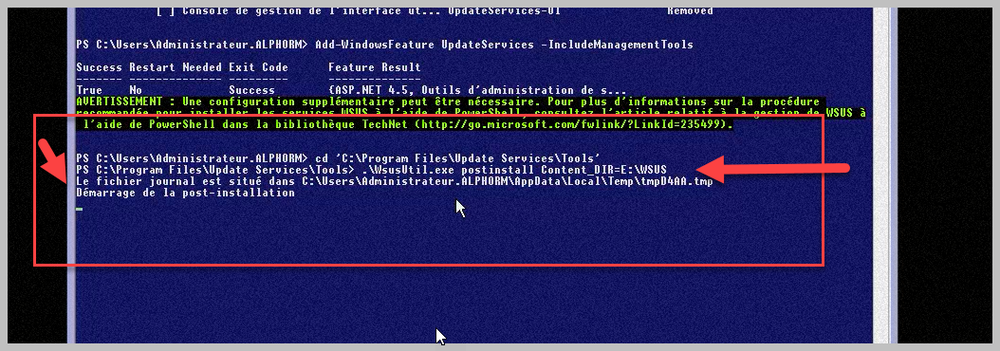 [ ] Console de gestion de l'interface ut... UpdateServices-UI Removed
PS C:\Users\Administrateur.ALPHORM> Add-WindowsFeature UpdateServices -IncludeManagementTools
Success Restart Needed Exit Code Feature Result
------- -------------- --------- --------------
True No Success {ASP.NET 4.5, Outils d'administration de s...
AVERTISSEMENT : Une configuration supplémentaire peut être nécessaire. Pour plus d'informations sur la procédure
recommandée pour installer les services WSUS à l'aide de PowerShell, consultez l'article relatif à la gestion de WSUS à
l'aide de PowerShell dans la bibliothèque TechNet (http://go.microsoft.com/fwlink/?LinkId=235499).
PS C:\Users\Administrateur.ALPHORM> cd 'C:\Program Files\Update Services\Tools'
PS C:\Program Files\Update Services\Tools> .\WsusUtil.exe postinstall Content_DIR=E:\WSUS
Le fichier journal est situé dans C:\Users\Administrateur.ALPHORM\AppData\Local\Temp\tmpD4AA.tmp
Démarrage de la post-installation